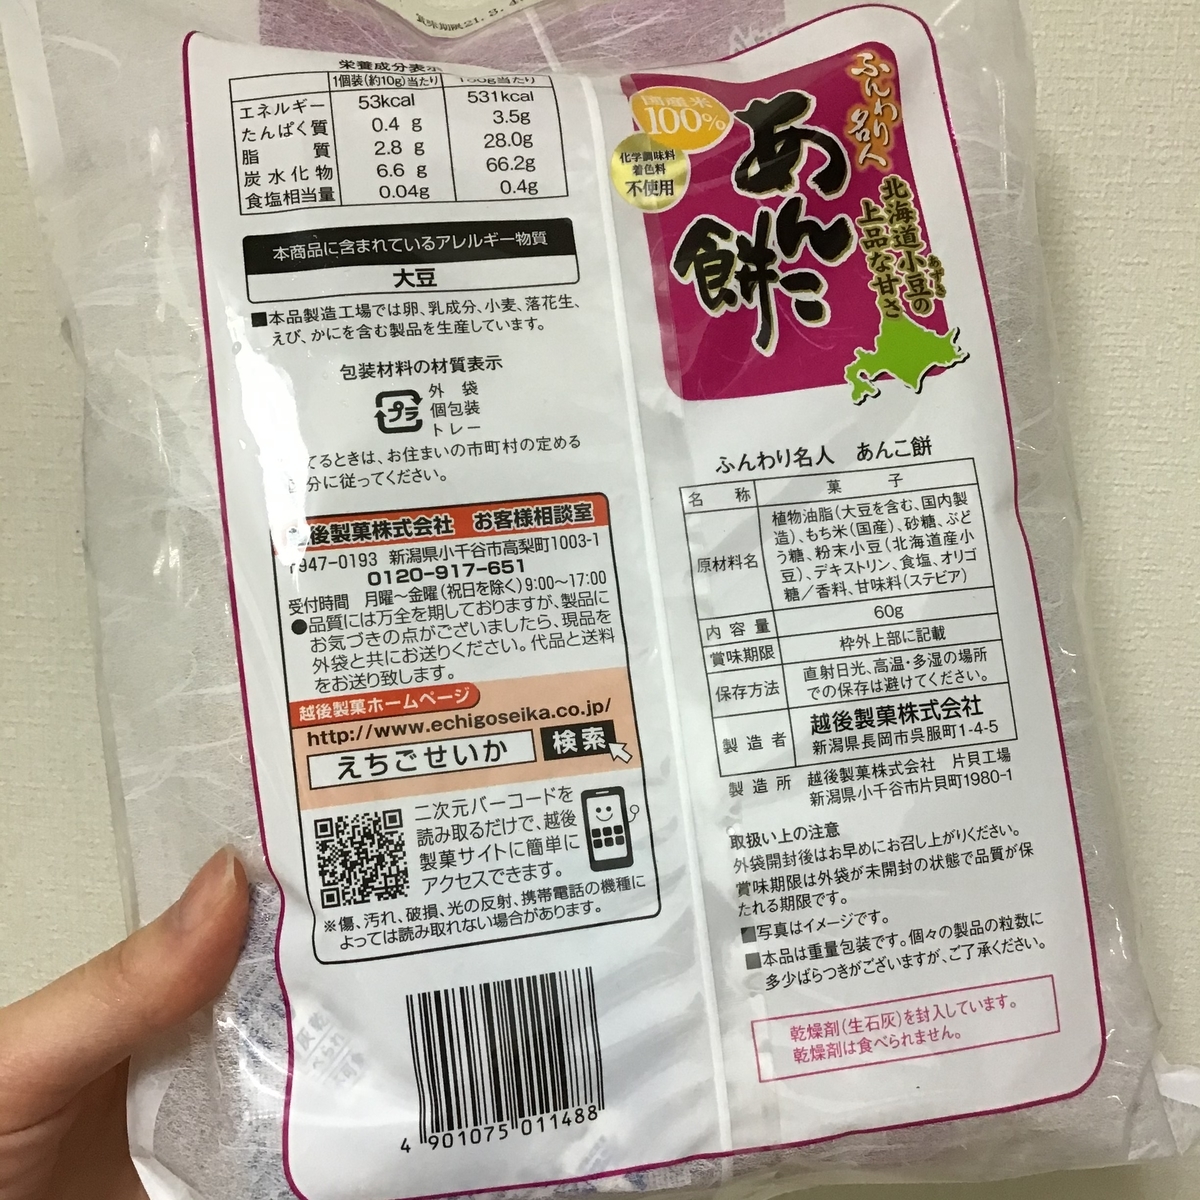 賞味期限21.3.4
栄養成分表示
1個装(約10g)当たり 100g当たり
エネルギー 53kcal 531kcal
たんぱく質 0.4 g 3.5g
脂 質 2.8 g 28.0g
炭水化物 6.6 g 66.2g
食塩相当量 0.04g 0.4g
本商品に含まれているアレルギー物質
大豆
■本品製造工場では卵、乳成分、小麦、落花生、
えび、かにを含む製品を生産しています。
包装材料の材質表示
プラ
外 袋
個包装
トレー
てるときは、お住まいの市町村の定める
分に従ってください。
越後製菓株式会社 お客様相談室
〒947-0193 新潟県小千谷市高梨町1003-1
0120-917-651
受付時間 月曜〜金曜(祝日を除く)9:00〜17:00
●品質には万全を期しておりますが、製品に
お気づきの点がございましたら、現品を
外袋と共にお送りください。代品と送料
をお送り致します。
越後製菓ホームページ
http://www.echigoseika.co.jp/
えちごせいか 検索
二次元バーコードを
読み取るだけで、越後
製菓サイトに簡単に
アクセスできます。
※傷、汚れ、破損、光の反射、携帯電話の機種に
よっては読み取れない場合があります。
4 901075 011488
国産米
100%
化学調味料
着色料
不使用
ふんわり名人
あんこ餅
北海道小豆の
あずき
上品な甘さ
ふんわり名人 あんこ餅
名 称 菓 子
原材料名 植物油脂(大豆を含む、国内製
造)、もち米(国産)、砂糖、ぶど
う糖、粉末小豆(北海道産小
豆)、デキストリン、食塩、オリゴ
糖/香料、甘味料(ステビア)
内容量 60g
賞味期限 枠外上部に記載
保存方法 直射日光、高温・多湿の場所
での保存は避けてください。
製造者 越後製菓株式会社
新潟県長岡市呉服町1-4-5
製造所 越後製菓株式会社 片貝工場
新潟県小千谷市片貝町1980-1
取扱い上の注意
外袋開封後はお早めにお召し上がりください。
賞味期限は外袋が未開封の状態で品質が保
たれる期限です。
■写真はイメージです。
■本品は重量包装です。個々の製品の粒数に
多少ばらつきがございますが、ご了承ください。
乾燥剤(生石灰)を封入しています。
乾燥剤は食べられません。